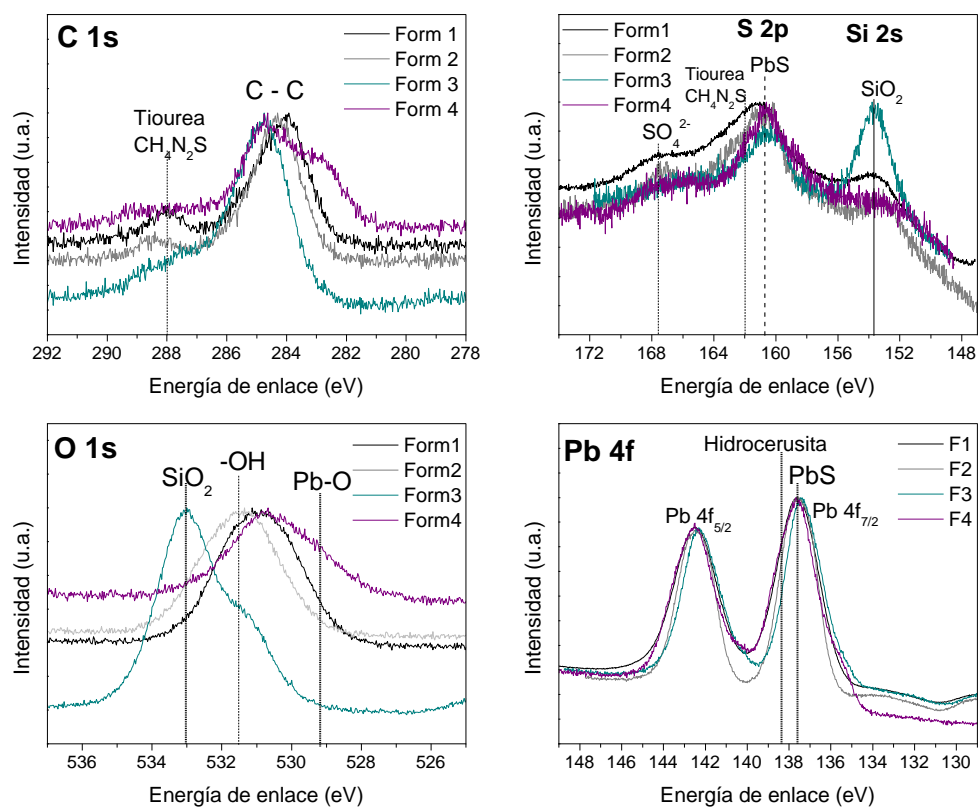 C 1s
Form 1
Form 2
Form 3
Form 4
C - C
Tiourea
CH₄N₂S
Intensidad (u.a.)
292 290 288 286 284 282 280 278
Energía de enlace (eV)
S 2p
Si 2s
Form1
Form2
Form3
Form4
PbS
Tiourea
CH₄N₂S
SiO₂
SO₄²⁻
Intensidad (u.a.)
172 168 164 160 156 152 148
Energía de enlace (eV)
O 1s
Form1
Form2
Form3
Form4
-OH
SiO₂
Pb-O
Intensidad (u.a.)
536 533 530 528 526
Energía de enlace (eV)
Pb 4f
Hidrocerusita
F1
F2
F3
F4
PbS
Pb 4f₅/₂
Pb 4f₇/₂
Intensidad (u.a.)
148 146 144 142 140 138 136 134 132 130
Energía de enlace (eV)